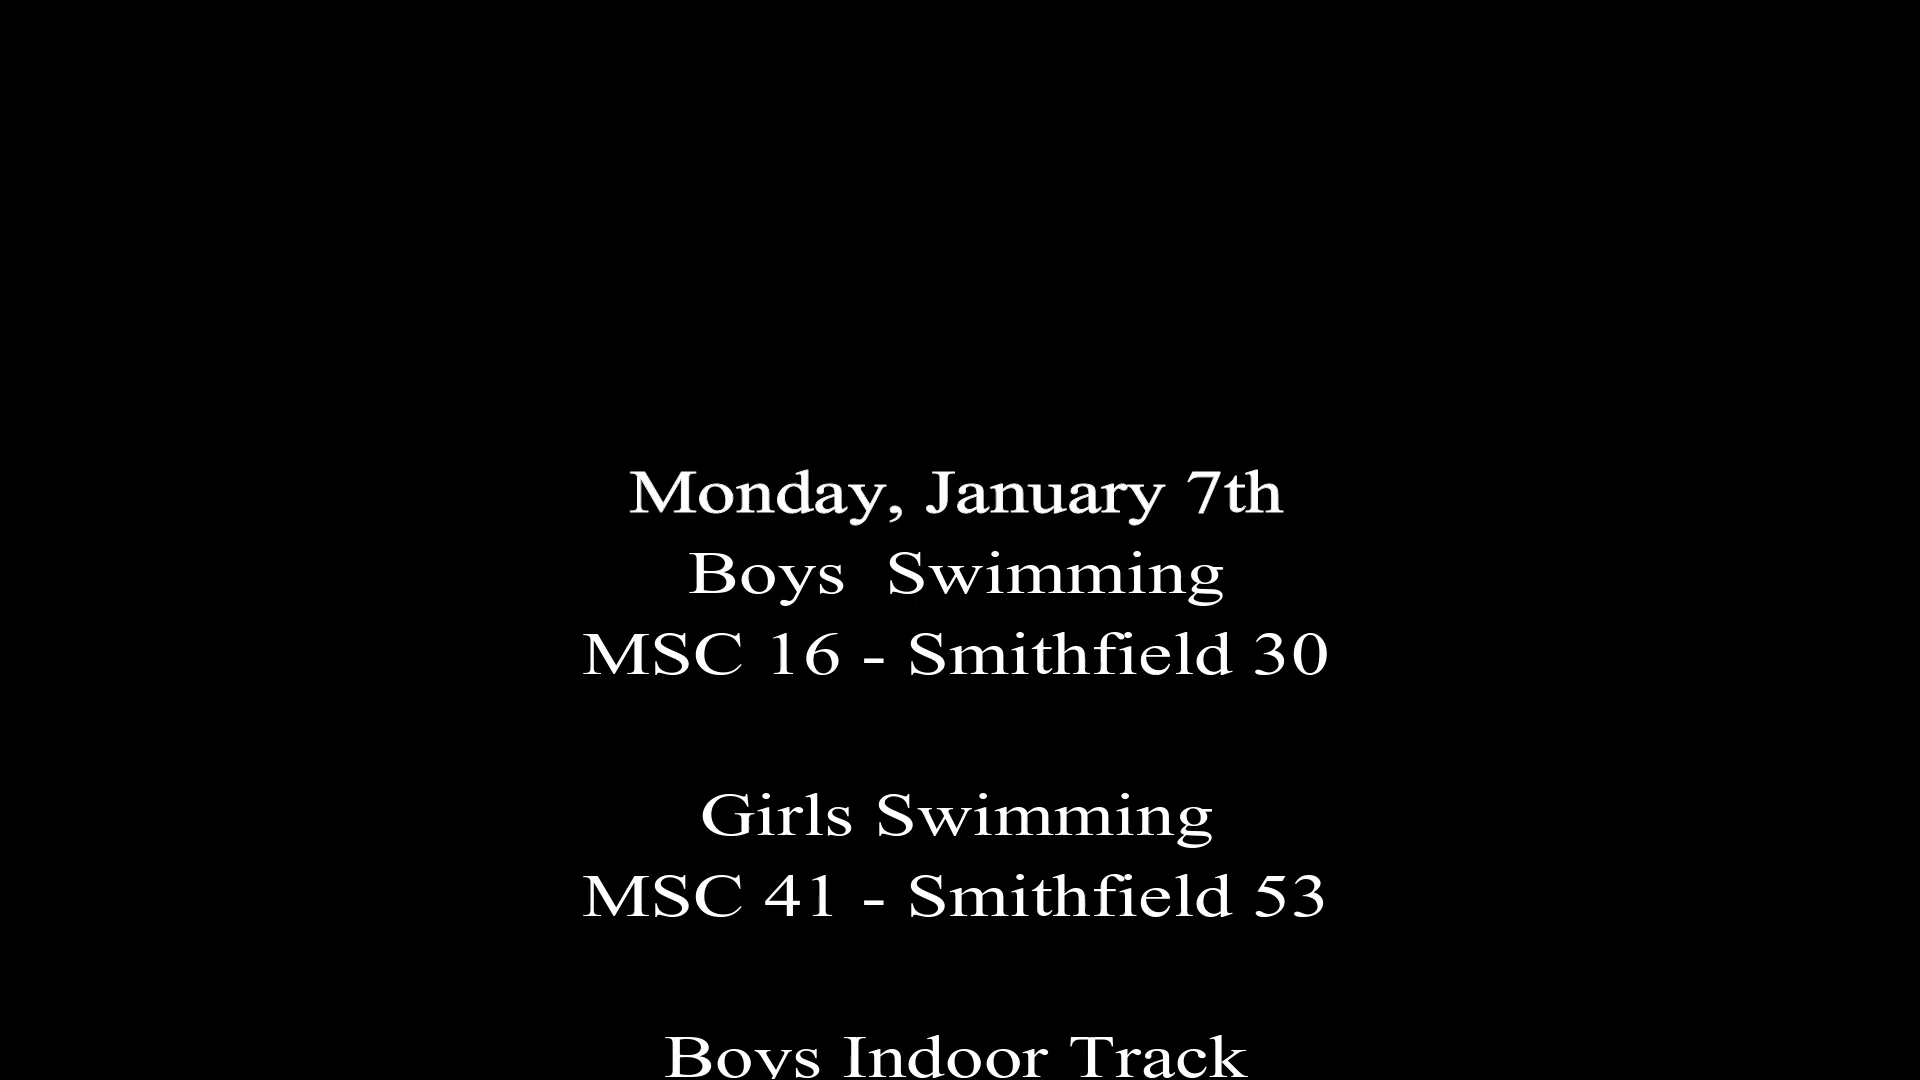 Monday, January 7th
Boys  Swimming
MSC 16 - Smithfield 30
Girls Swimming
MSC 41 - Smithfield 53
Boys Indoor Track